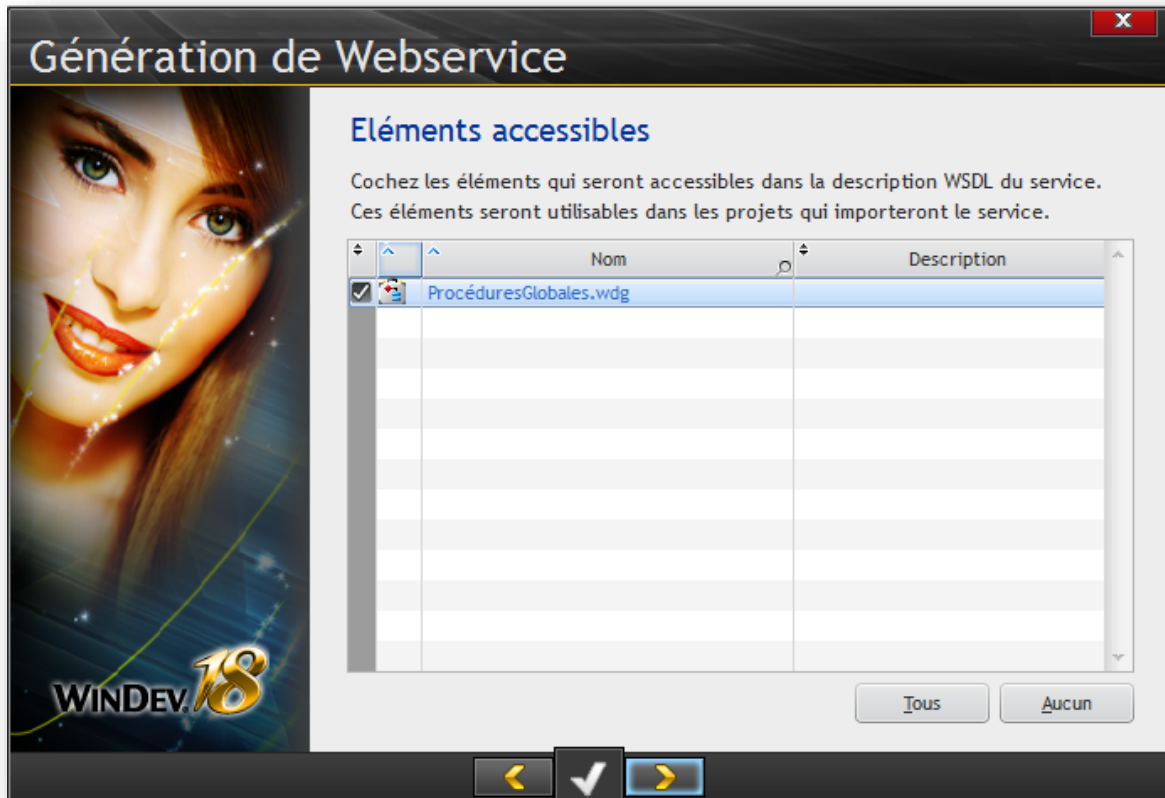 X
Génération de Webservice
Eléments accessibles
Cochez les éléments qui seront accessibles dans la description WSDL du service.
Ces éléments seront utilisables dans les projets qui importeront le service.
Nom Description
ProcéduresGlobales.wdg
WINDEV. 18
Tous Aucun